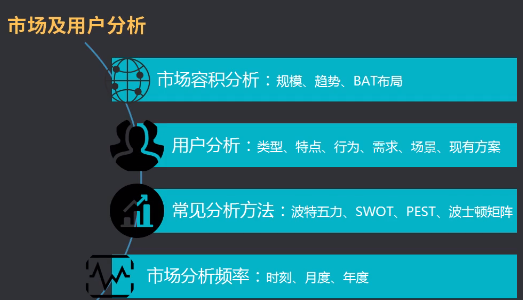 市场及用户分析
市场容积分析：规模、趋势、BAT布局
用户分析：类型、特点、行为、需求、场景、现有方案
常见分析方法：波特五力、SWOT、PEST、波士顿矩阵
市场分析频率：时刻、月度、年度